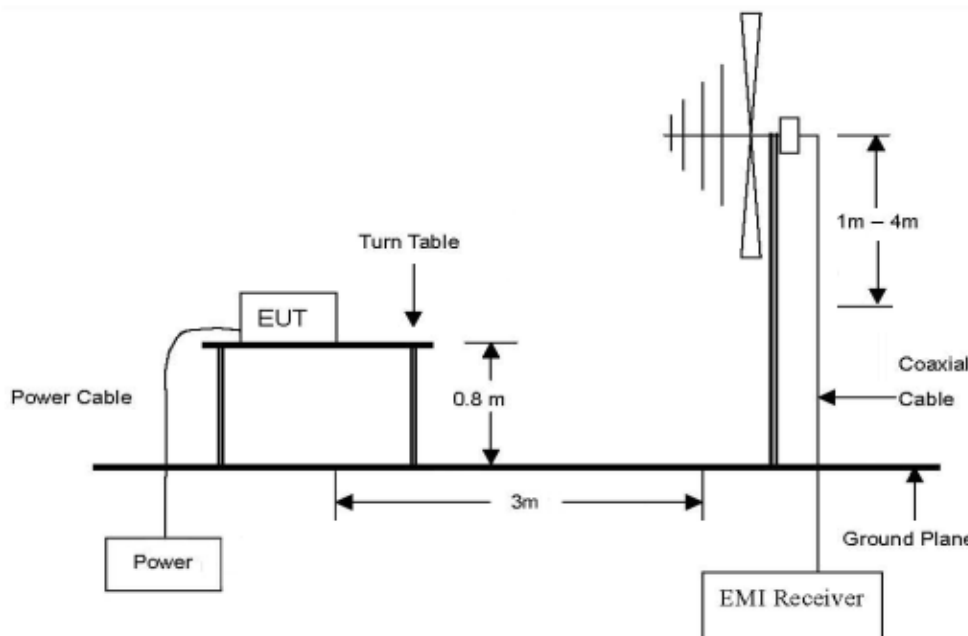 1m – 4m
Turn Table
EUT
Coaxial
Cable
Power Cable
0.8 m
3m
Ground Plane
Power
EMI Receiver